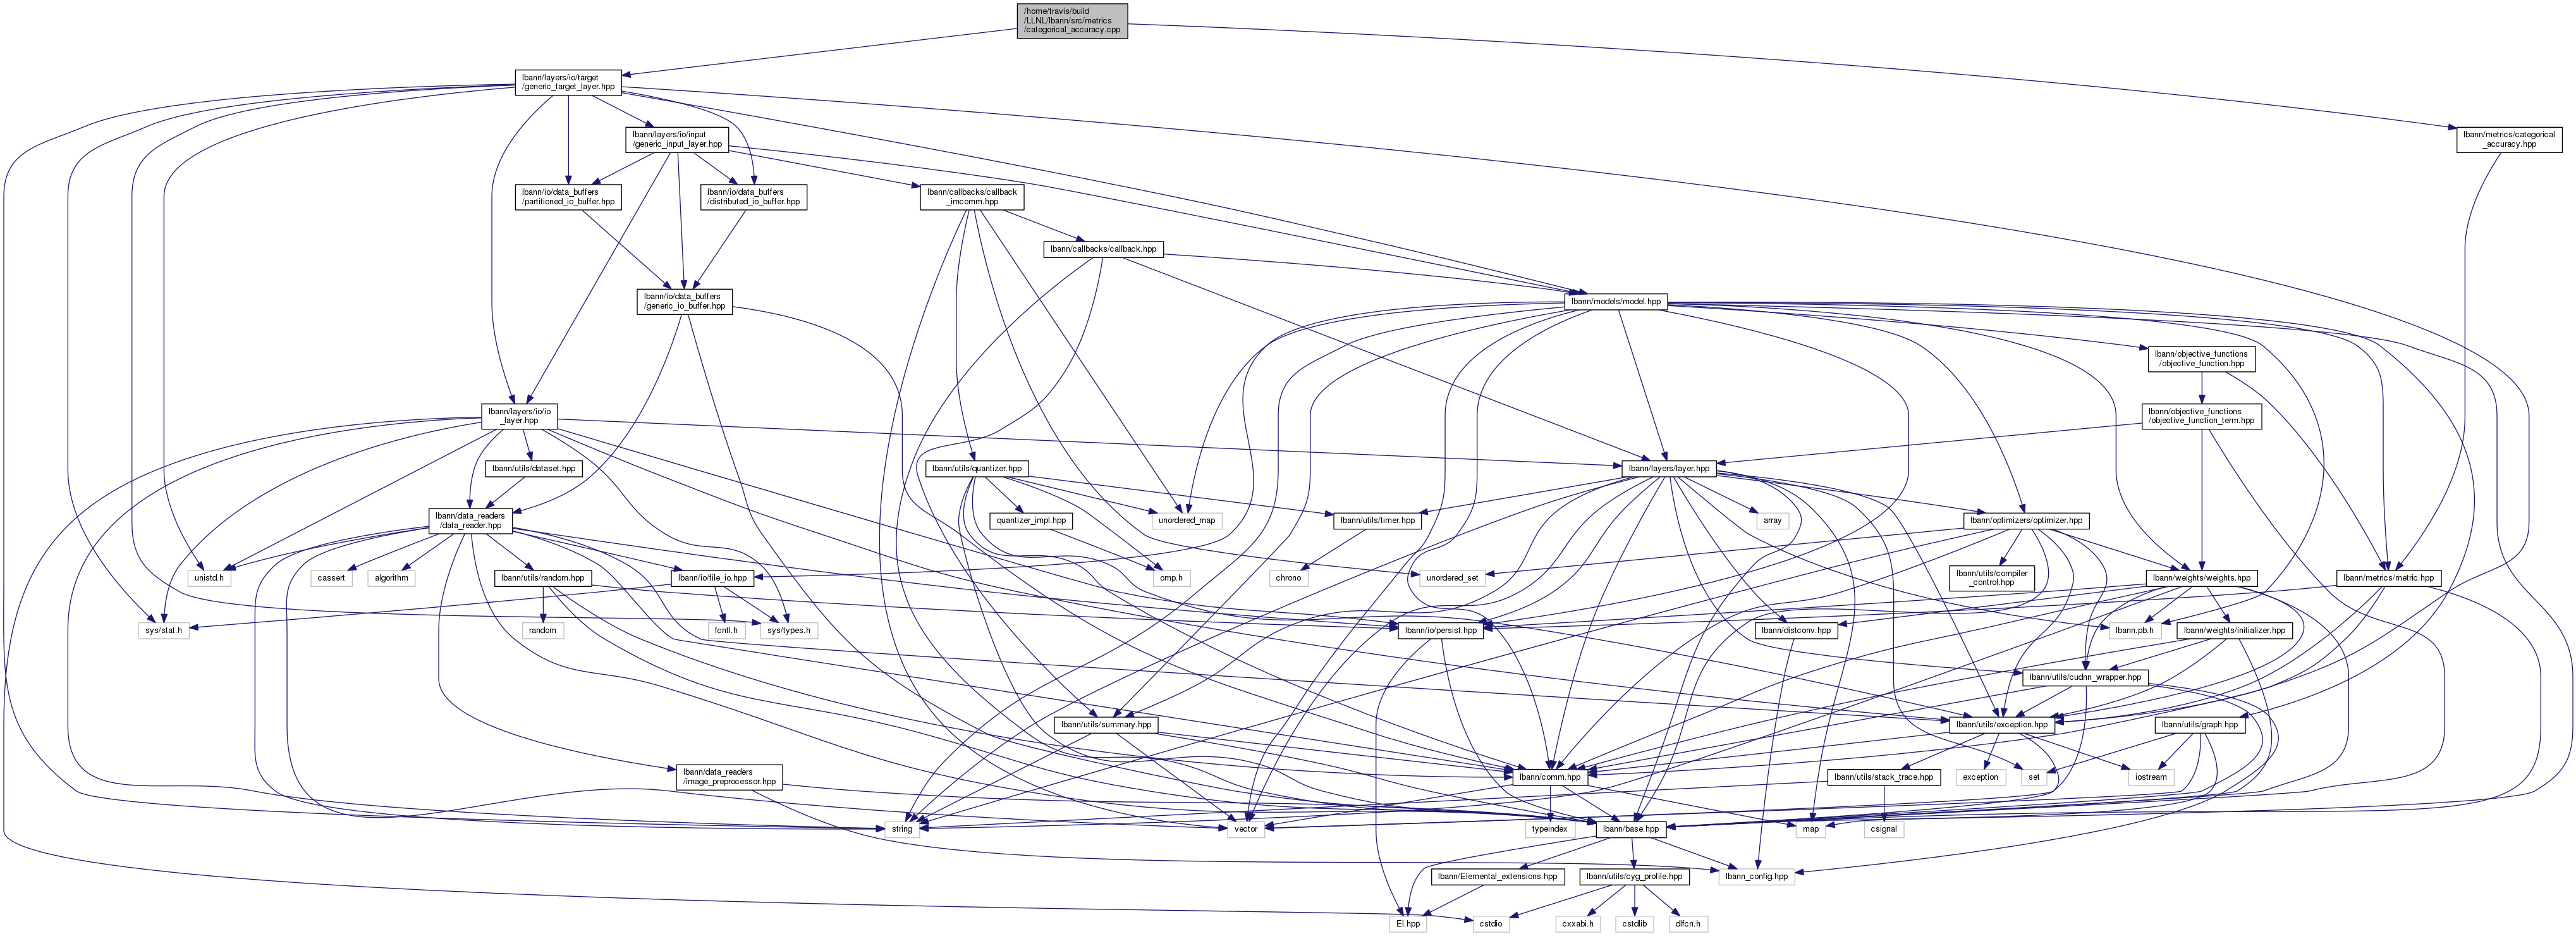 /home/travis/build
/LLNL/lbann/src/metrics
/categorical_accuracy.cpp
lbann/layers/io/target
/generic_target_layer.hpp
lbann/layers/io/input
/generic_input_layer.hpp
lbann/metrics/categorical
_accuracy.hpp
lbann/io/data_buffers
/partitioned_io_buffer.hpp
lbann/io/data_buffers
/distributed_io_buffer.hpp
lbann/callbacks/callback
_imcomm.hpp
lbann/callbacks/callback.hpp
lbann/io/data_buffers
/generic_io_buffer.hpp
lbann/models/model.hpp
lbann/objective_functions
/objective_function.hpp
lbann/layers/io/io
_layer.hpp
lbann/objective_functions
/objective_function_term.hpp
lbann/utils/dataset.hpp
lbann/utils/quantizer.hpp
lbann/layers/layer.hpp
lbann/data_readers
/data_reader.hpp
quantizer_impl.hpp
unordered_map
lbann/utils/timer.hpp
array
lbann/optimizers/optimizer.hpp
unistd.h
cassert
algorithm
lbann/utils/random.hpp
lbann/io/file_io.hpp
omp.h
chrono
unordered_set
lbann/utils/compiler
_control.hpp
lbann/weights/weights.hpp
lbann/metrics/metric.hpp
sys/stat.h
random
fcntl.h
sys/types.h
lbann/io/persist.hpp
lbann/distconv.hpp
lbann.pb.h
lbann/weights/initializer.hpp
lbann/utils/cudnn_wrapper.hpp
lbann/utils/summary.hpp
lbann/utils/exception.hpp
lbann/utils/graph.hpp
lbann/data_readers
/image_preprocessor.hpp
lbann/comm.hpp
lbann/utils/stack_trace.hpp
exception
set
iostream
string
vector
typeindex
lbann/base.hpp
map
csignal
lbann/Elemental_extensions.hpp
lbann/utils/cyg_profile.hpp
lbann_config.hpp
El.hpp
cstdio
cxxabi.h
cstdlib
dlfcn.h